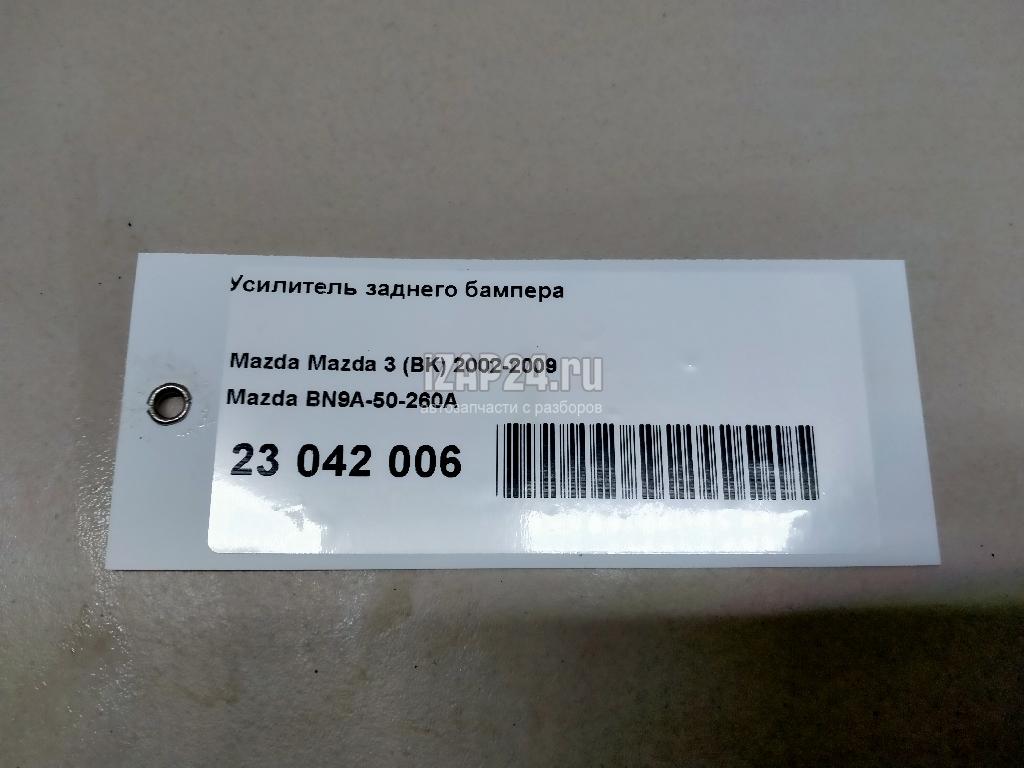 Усилитель заднего бампера
Mazda Mazda 3 (BK) 2002-2009
IZAP24.ru
Mazda BN9A-50-260A
автозапчасти с разборов
23 042 006